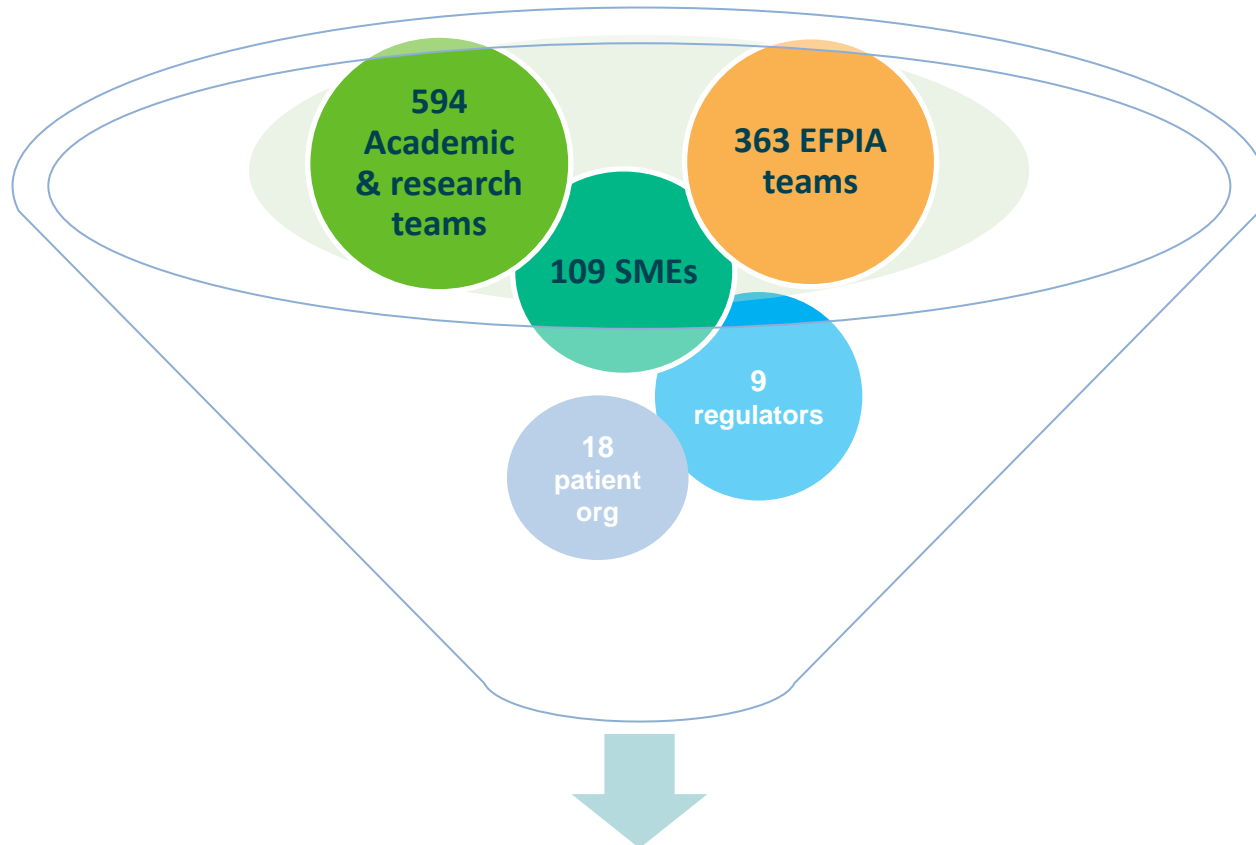 594
Academic
& research
teams
363 EFPIA
teams
109 SMEs
9
regulators
18
patient
org